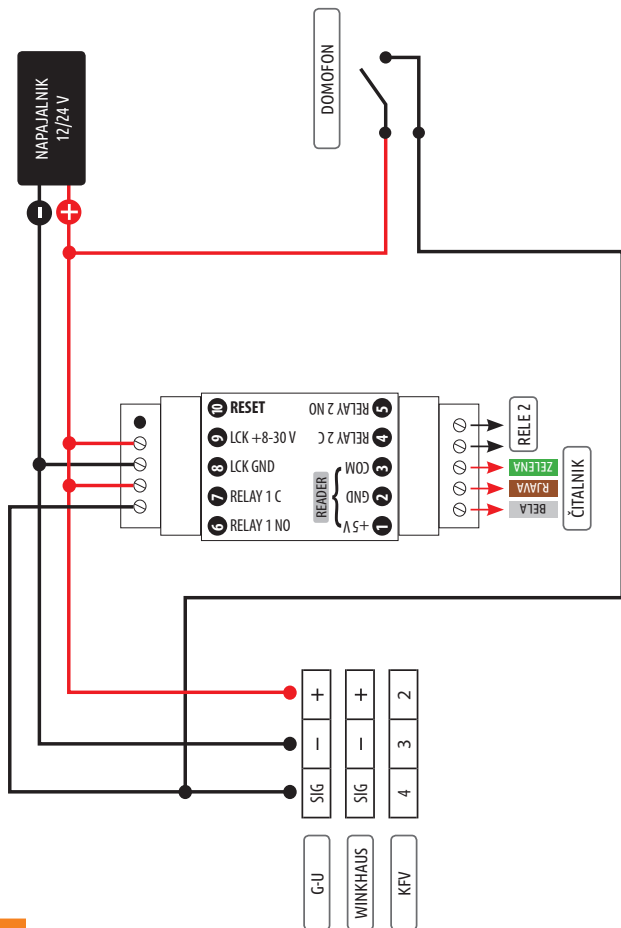 NAPAJALNIK
12/24 V
DOMOFON
10 RESET
9 LCK +8-30 V
8 LCK GND
7 RELAY 1 C
6 RELAY 1 NO
RELAY 2 NO 5
RELAY 2 C 4
COM 3
GND 2
+5 V 1
READER
RELE 2
ZELENA
RJAVA
BELA
ČITALNIK
G-U
SIG – +
WINKHAUS
SIG – +
KFV
4 3 2
- +